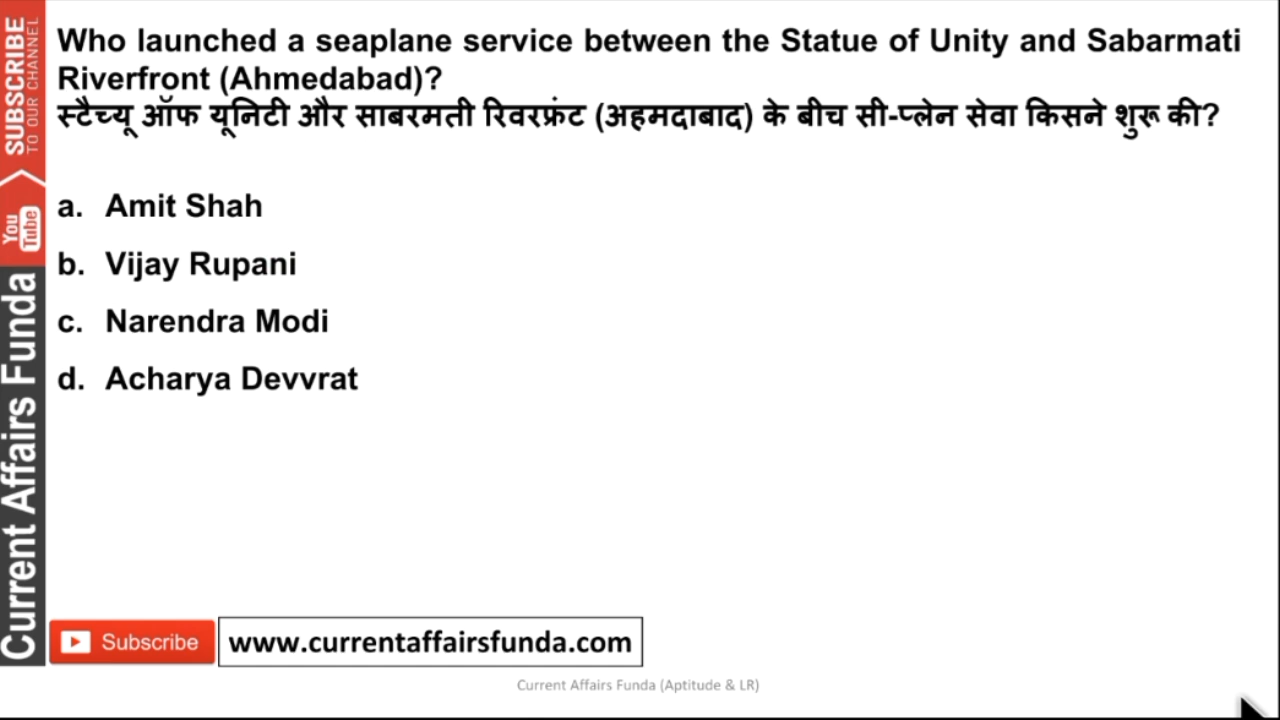 Who launched a seaplane service between the Statue of Unity and Sabarmati
Riverfront (Ahmedabad)?
स्टैच्यू ऑफ यूनिटी और साबरमती रिवरफ्रंट (अहमदाबाद) के बीच सी-प्लेन सेवा किसने शुरू की?
a. Amit Shah
b. Vijay Rupani
c. Narendra Modi
d. Acharya Devvrat
SUBSCRIBE
TO OUR CHANNEL
You
Tube
Current Affairs Funda
Subscribe
www.currentaffairsfunda.com
Current Affairs Funda (Aptitude & LR)